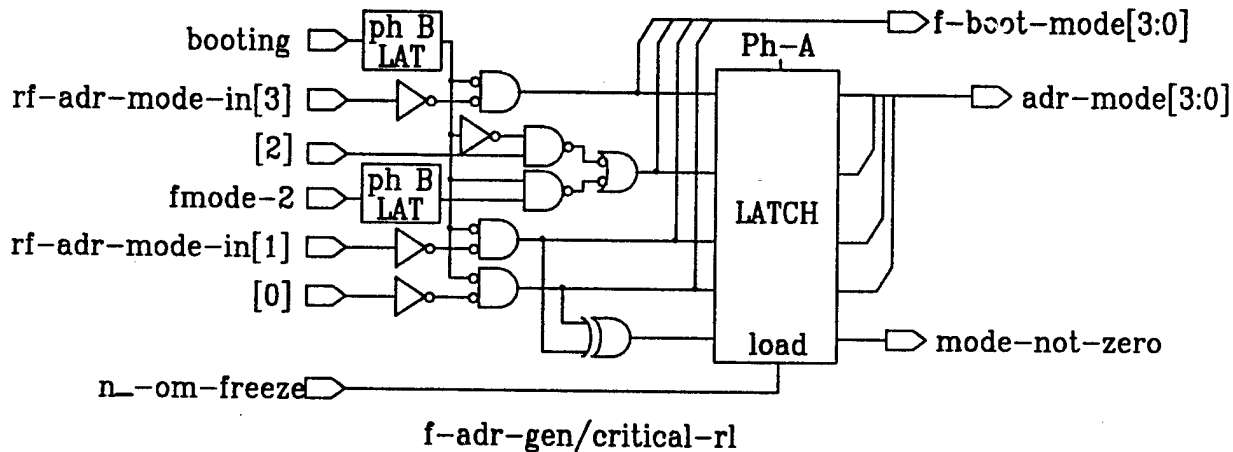 booting
ph B
LAT
f-boot-mode[3:0]
Ph-A
rf-adr-mode-in[3]
adr-mode[3:0]
[2]
fmode-2
ph B
LAT
LATCH
rf-adr-mode-in[1]
[0]
load
mode-not-zero
n_-om-freeze
f-adr-gen/critical-rl